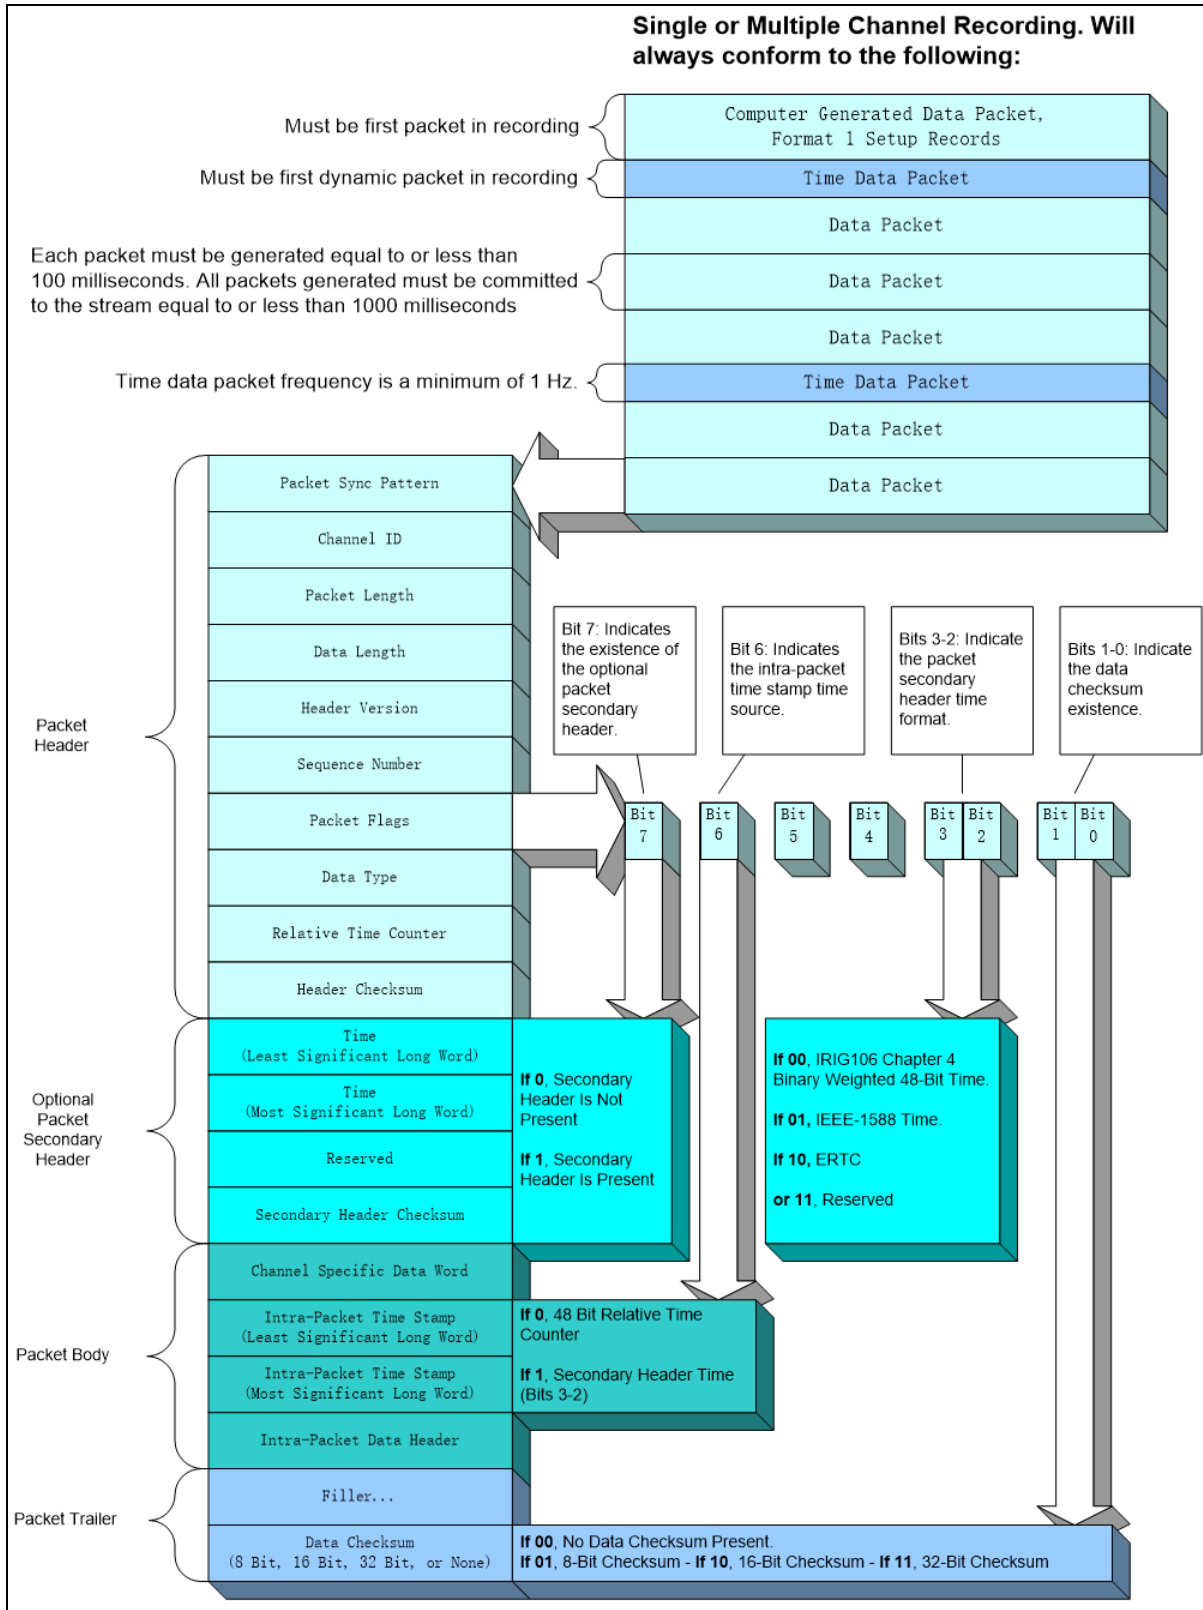 Single or Multiple Channel Recording. Will
always conform to the following:
Must be first packet in recording
Computer Generated Data Packet,
Format 1 Setup Records
Must be first dynamic packet in recording
Time Data Packet
Data Packet
Each packet must be generated equal to or less than
100 milliseconds. All packets generated must be committed
to the stream equal to or less than 1000 milliseconds
Data Packet
Data Packet
Time data packet frequency is a minimum of 1 Hz.
Time Data Packet
Data Packet
Data Packet
Packet
Header
Packet Sync Pattern
Channel ID
Packet Length
Data Length
Header Version
Sequence Number
Packet Flags
Data Type
Relative Time Counter
Header Checksum
Bit 7: Indicates
the existence of
the optional
packet
secondary
header.
Bit 6: Indicates
the intra-packet
time stamp time
source.
Bits 3-2: Indicate
the packet
secondary
header time
format.
Bits 1-0: Indicate
the data
checksum
existence.
Bit
7
Bit
6
Bit
5
Bit
4
Bit
3
Bit
2
Bit
1
Bit
0
Optional
Packet
Secondary
Header
Time
(Least Significant Long Word)
Time
(Most Significant Long Word)
Reserved
Secondary Header Checksum
If 0, Secondary
Header Is Not
Present
If 1, Secondary
Header Is Present
If 00, IRIG106 Chapter 4
Binary Weighted 48-Bit Time.
If 01, IEEE-1588 Time.
If 10, ERTC
or 11, Reserved
Packet Body
Channel Specific Data Word
Intra-Packet Time Stamp
(Least Significant Long Word)
Intra-Packet Time Stamp
(Most Significant Long Word)
Intra-Packet Data Header
If 0, 48 Bit Relative Time
Counter
If 1, Secondary Header Time
(Bits 3-2)
Packet Trailer
Filler...
Data Checksum
(8 Bit, 16 Bit, 32 Bit, or None)
If 00, No Data Checksum Present.
If 01, 8-Bit Checksum - If 10, 16-Bit Checksum - If 11, 32-Bit Checksum